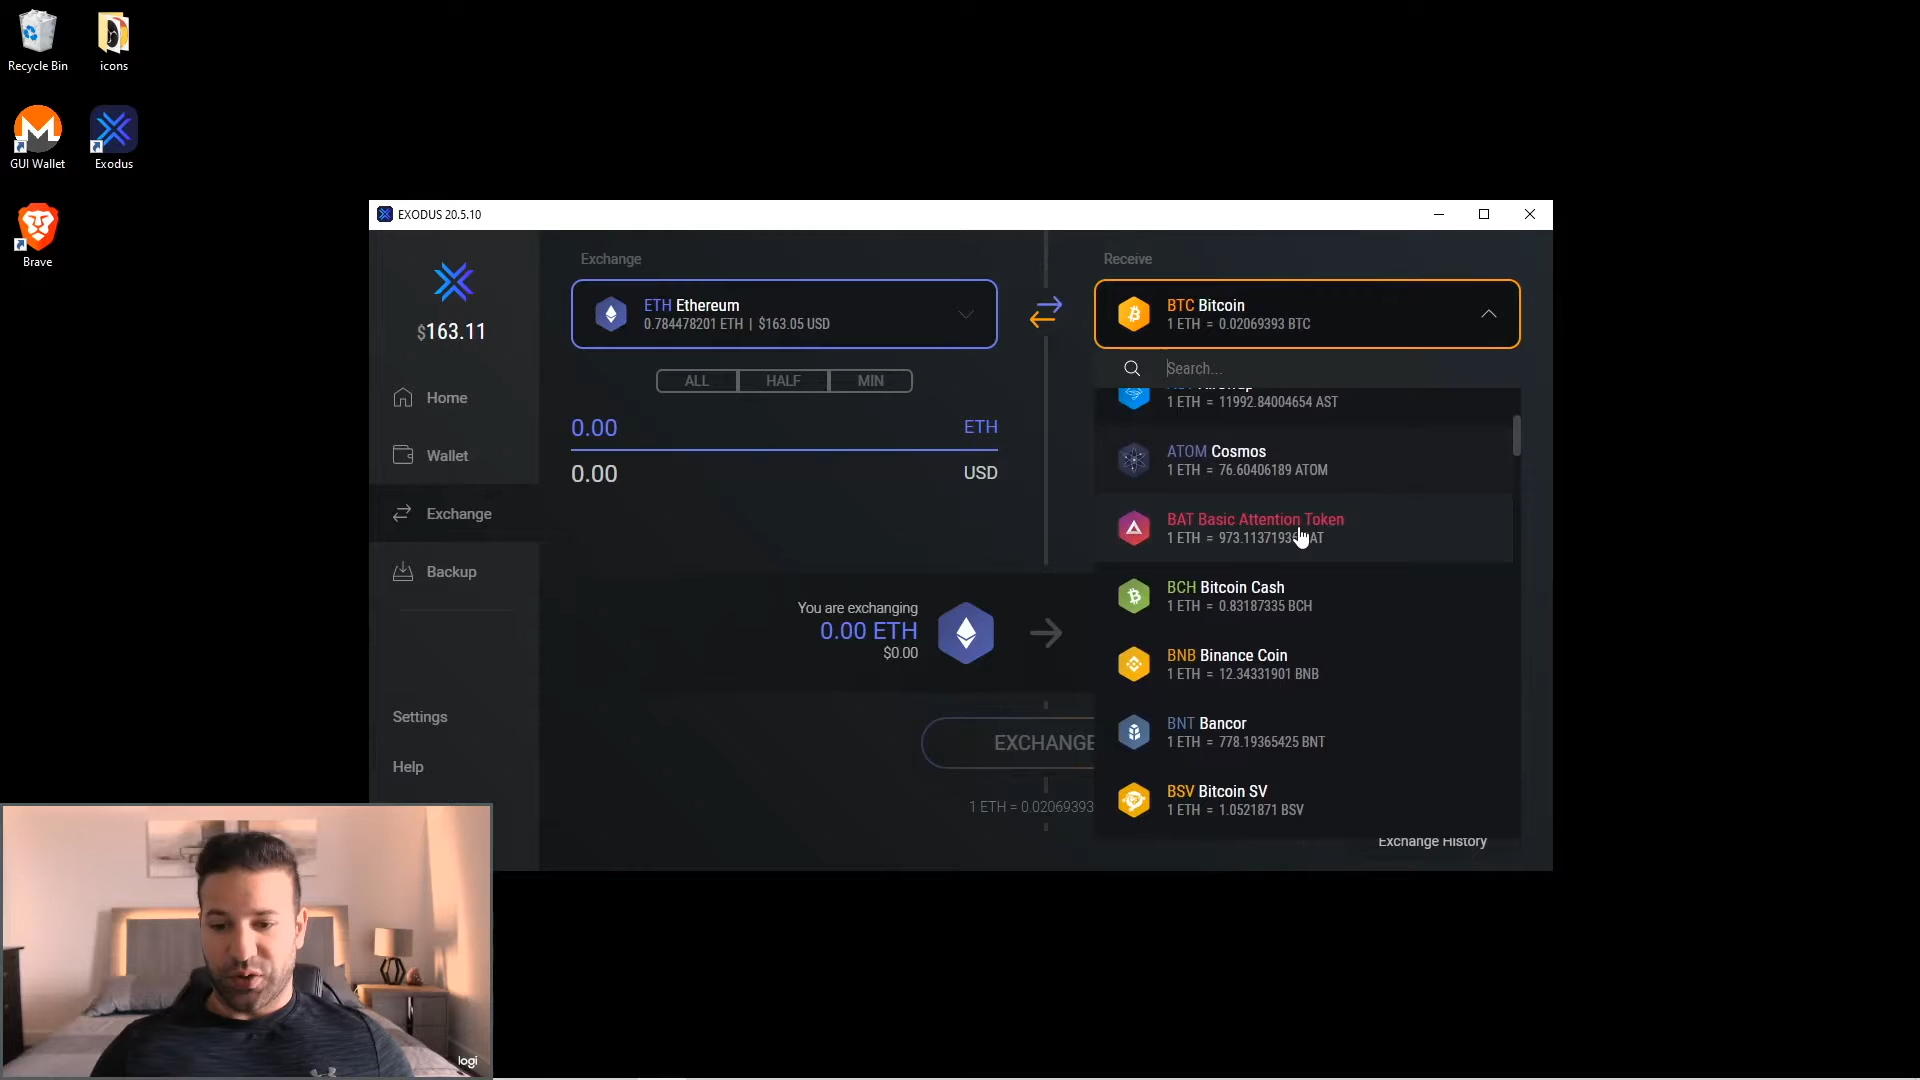 Recycle Bin
icons
GUI Wallet
Exodus
Brave
EXODUS 20.5.10
$163.11
Home
Wallet
Exchange
Backup
Settings
Help
Exchange
ETH Ethereum
0.784478201 ETH | $163.05 USD
ALL
HALF
MIN
0.00
ETH
0.00
USD
You are exchanging
0.00 ETH
$0.00
EXCHANGE
1 ETH = 0.02069393
Receive
BTC Bitcoin
1 ETH = 0.02069393 BTC
Search...
1 ETH = 11992.84004654 AST
ATOM Cosmos
1 ETH = 76.60406189 ATOM
BAT Basic Attention Token
1 ETH =
BCH Bitcoin Cash
1 ETH = 0.83187335 BCH
BNB Binance Coin
1 ETH = 12.34331901 BNB
BNT Bancor
1 ETH = 778.19365425 BNT
BSV Bitcoin SV
1 ETH = 1.0521871 BSV
Exchange History
logi